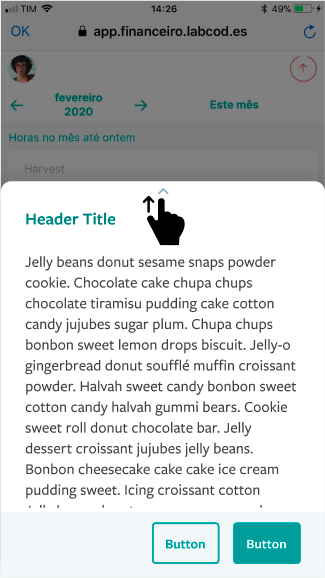 TIM 14:26 49%
OK app.financeiro.labcod.es
fevereiro
2020
Este mês
Horas no mês até ontem
Harvest
Header Title
Jelly beans donut sesame snaps powder
cookie. Chocolate cake chupa chups
chocolate tiramisu pudding cake cotton
candy jujubes sugar plum. Chupa chups
bonbon sweet lemon drops biscuit. Jelly-o
gingerbread donut soufflé muffin croissant
powder. Halvah sweet candy bonbon sweet
cotton candy halvah gummi bears. Cookie
sweet roll donut chocolate bar. Jelly
dessert croissant jujubes jelly beans.
Bonbon cheesecake cake cake ice cream
pudding sweet. Icing croissant cotton
Button Button